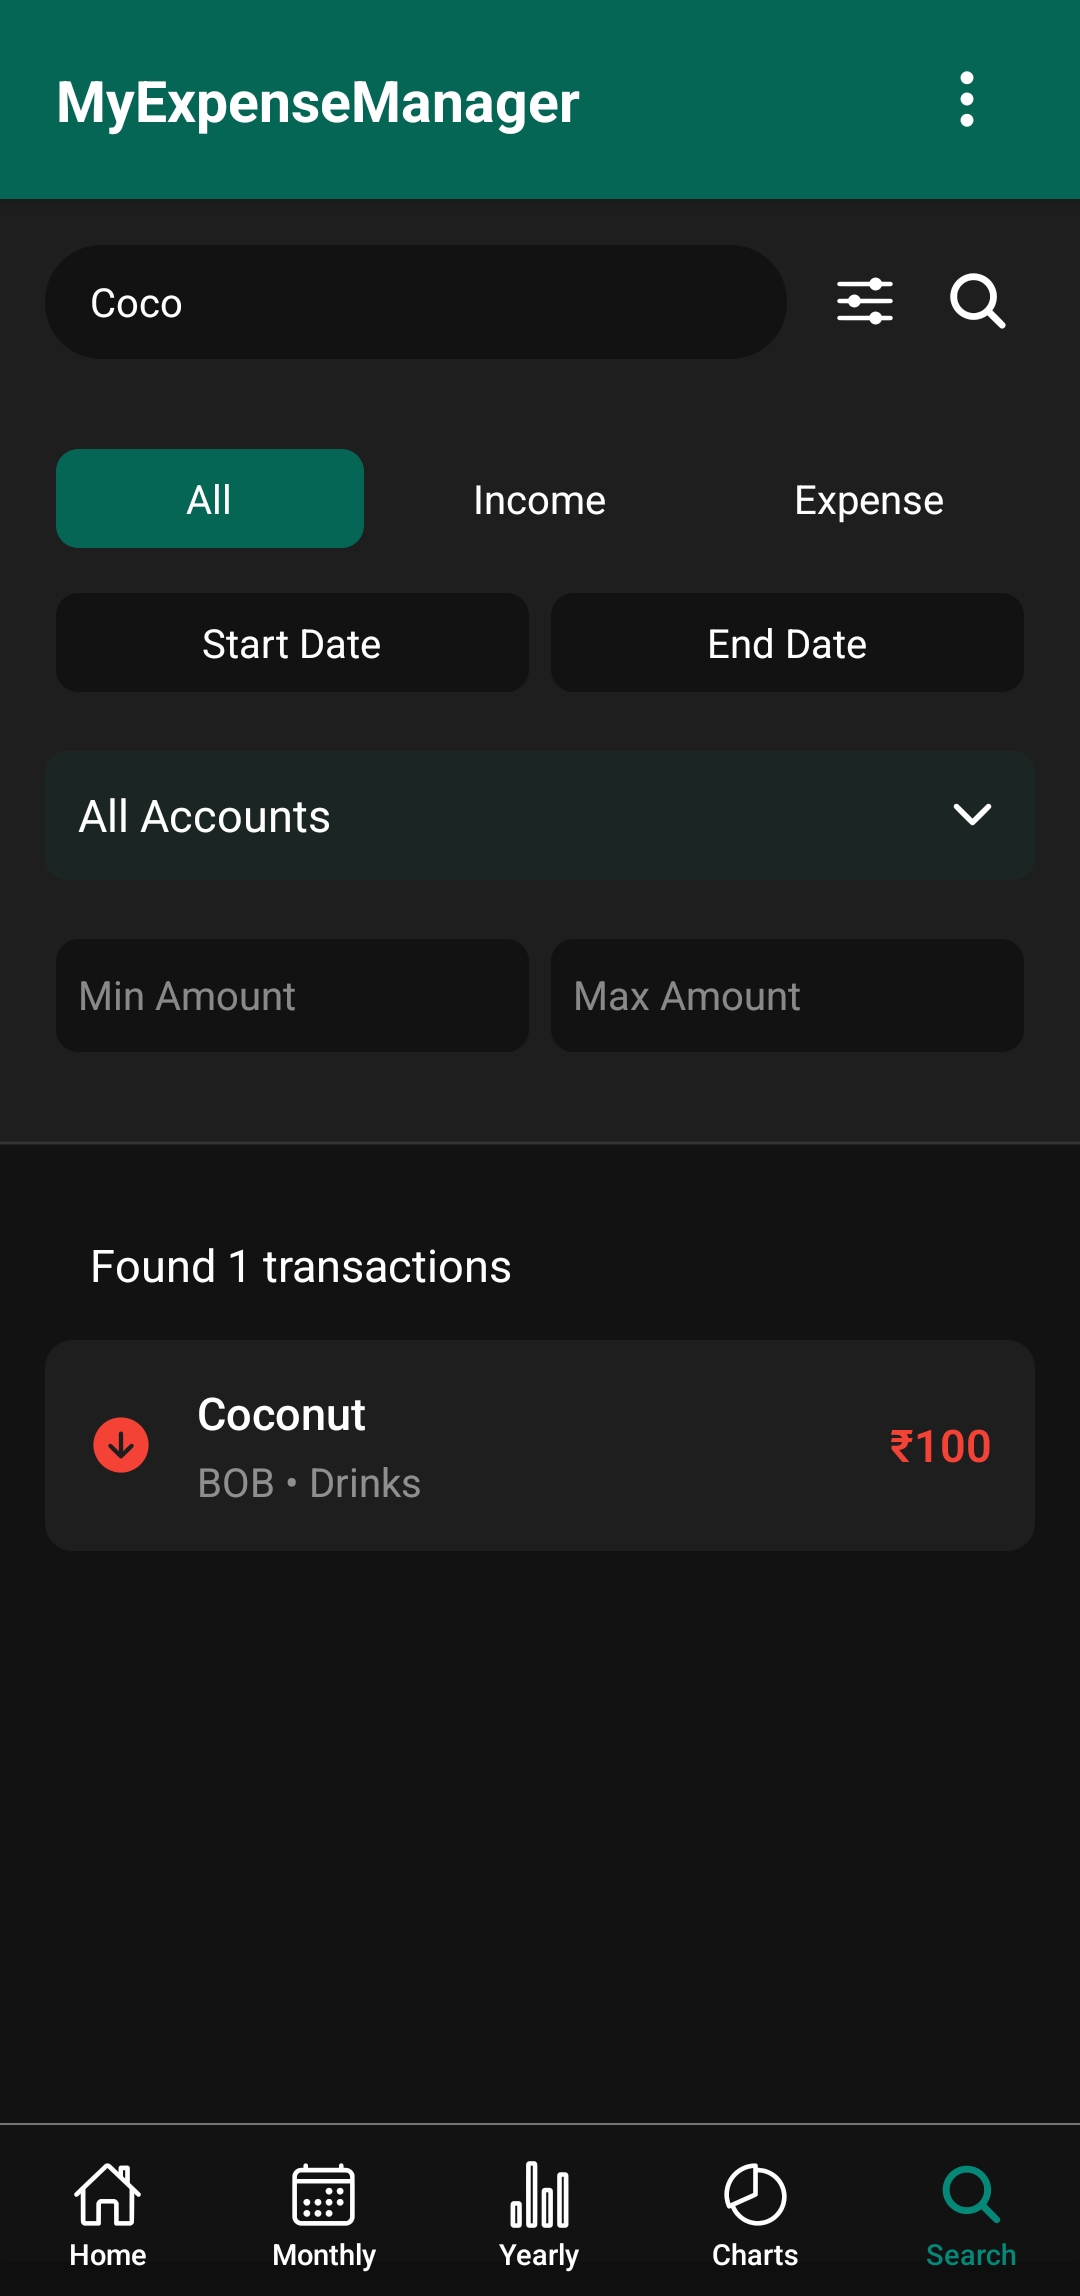 MyExpenseManager
Coco
All Income Expense
Start Date End Date
All Accounts
Min Amount Max Amount
Found 1 transactions
Coconut
BOB • Drinks
₹100
Home Monthly Yearly Charts Search